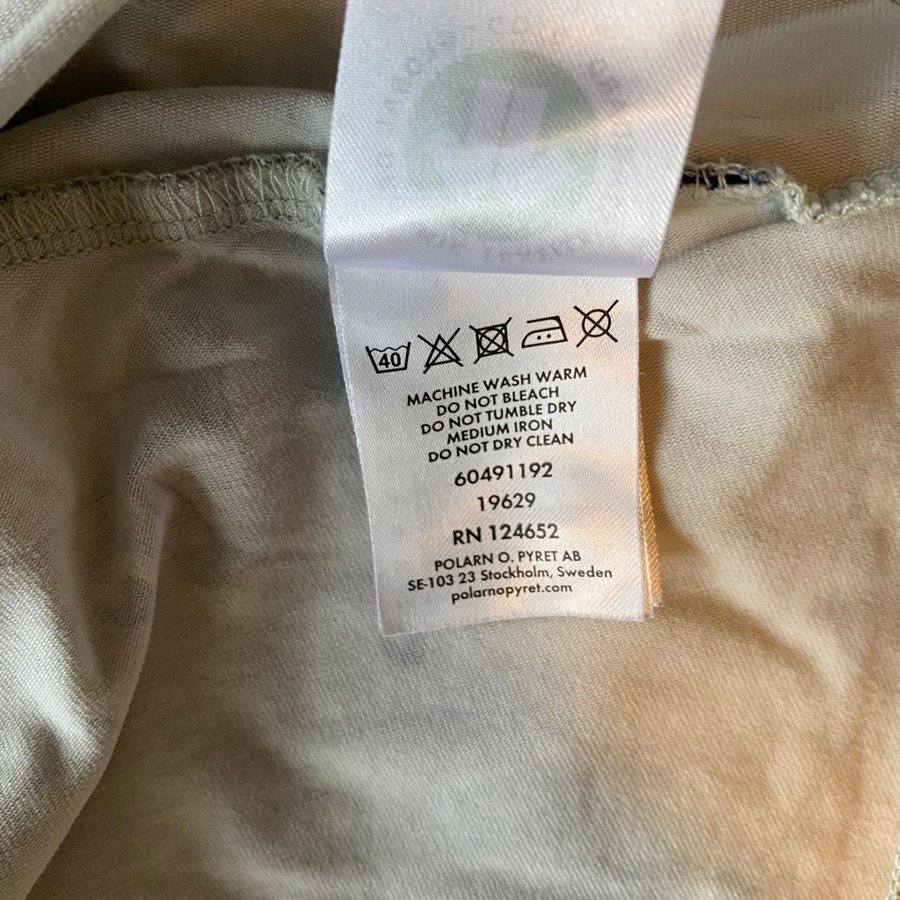 40
MACHINE WASH WARM
DO NOT BLEACH
DO NOT TUMBLE DRY
MEDIUM IRON
DO NOT DRY CLEAN
60491192
19629
RN 124652
POLARN O. PYRET AB
SE-103 23 Stockholm, Sweden
polarnopyret.com